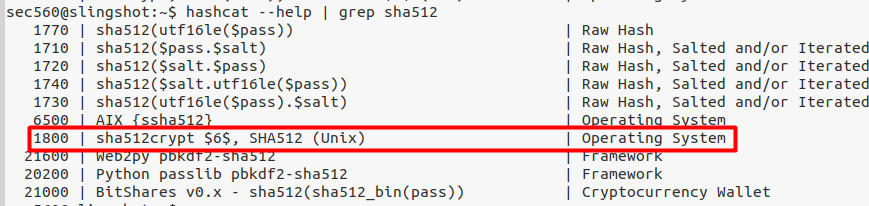 sec560@slingshot:~$ hashcat --help | grep sha512
1770 | sha512(utf16le($pass)) | Raw Hash
1710 | sha512($pass.$salt) | Raw Hash, Salted and/or Iterated
1720 | sha512($salt.$pass) | Raw Hash, Salted and/or Iterated
1740 | sha512($salt.utf16le($pass)) | Raw Hash, Salted and/or Iterated
1730 | sha512(utf16le($pass).$salt) | Raw Hash, Salted and/or Iterated
6500 | AIX {ssha512} | Operating System
1800 | sha512crypt $6$, SHA512 (Unix) | Operating System
21600 | Web2py pbkdf2-sha512 | Framework
20200 | Python passlib pbkdf2-sha512 | Framework
21000 | BitShares v0.x - sha512(sha512_bin(pass)) | Cryptocurrency Wallet